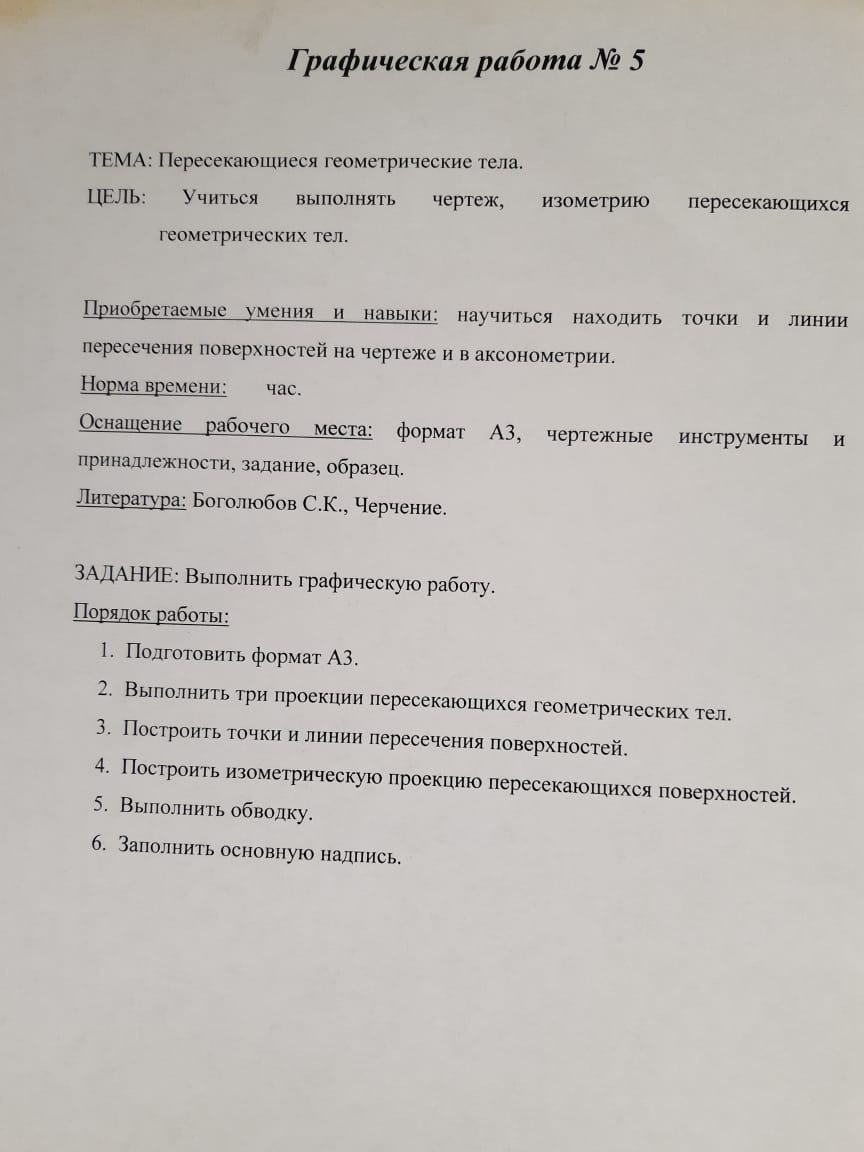 Графическая работа № 5
ТЕМА: Пересекающиеся геометрические тела.
ЦЕЛЬ: Учиться выполнять чертеж, изометрию пересекающихся
геометрических тел.
Приобретаемые умения и навыки: научиться находить точки и линии
пересечения поверхностей на чертеже и в аксонометрии.
Норма времени: час.
Оснащение рабочего места: формат А3, чертежные инструменты и
принадлежности, задание, образец.
Литература: Боголюбов С.К., Черчение.
ЗАДАНИЕ: Выполнить графическую работу.
Порядок работы:
1. Подготовить формат А3.
2. Выполнить три проекции пересекающихся геометрических тел.
3. Построить точки и линии пересечения поверхностей.
4. Построить изометрическую проекцию пересекающихся поверхностей.
5. Выполнить обводку.
6. Заполнить основную надпись.